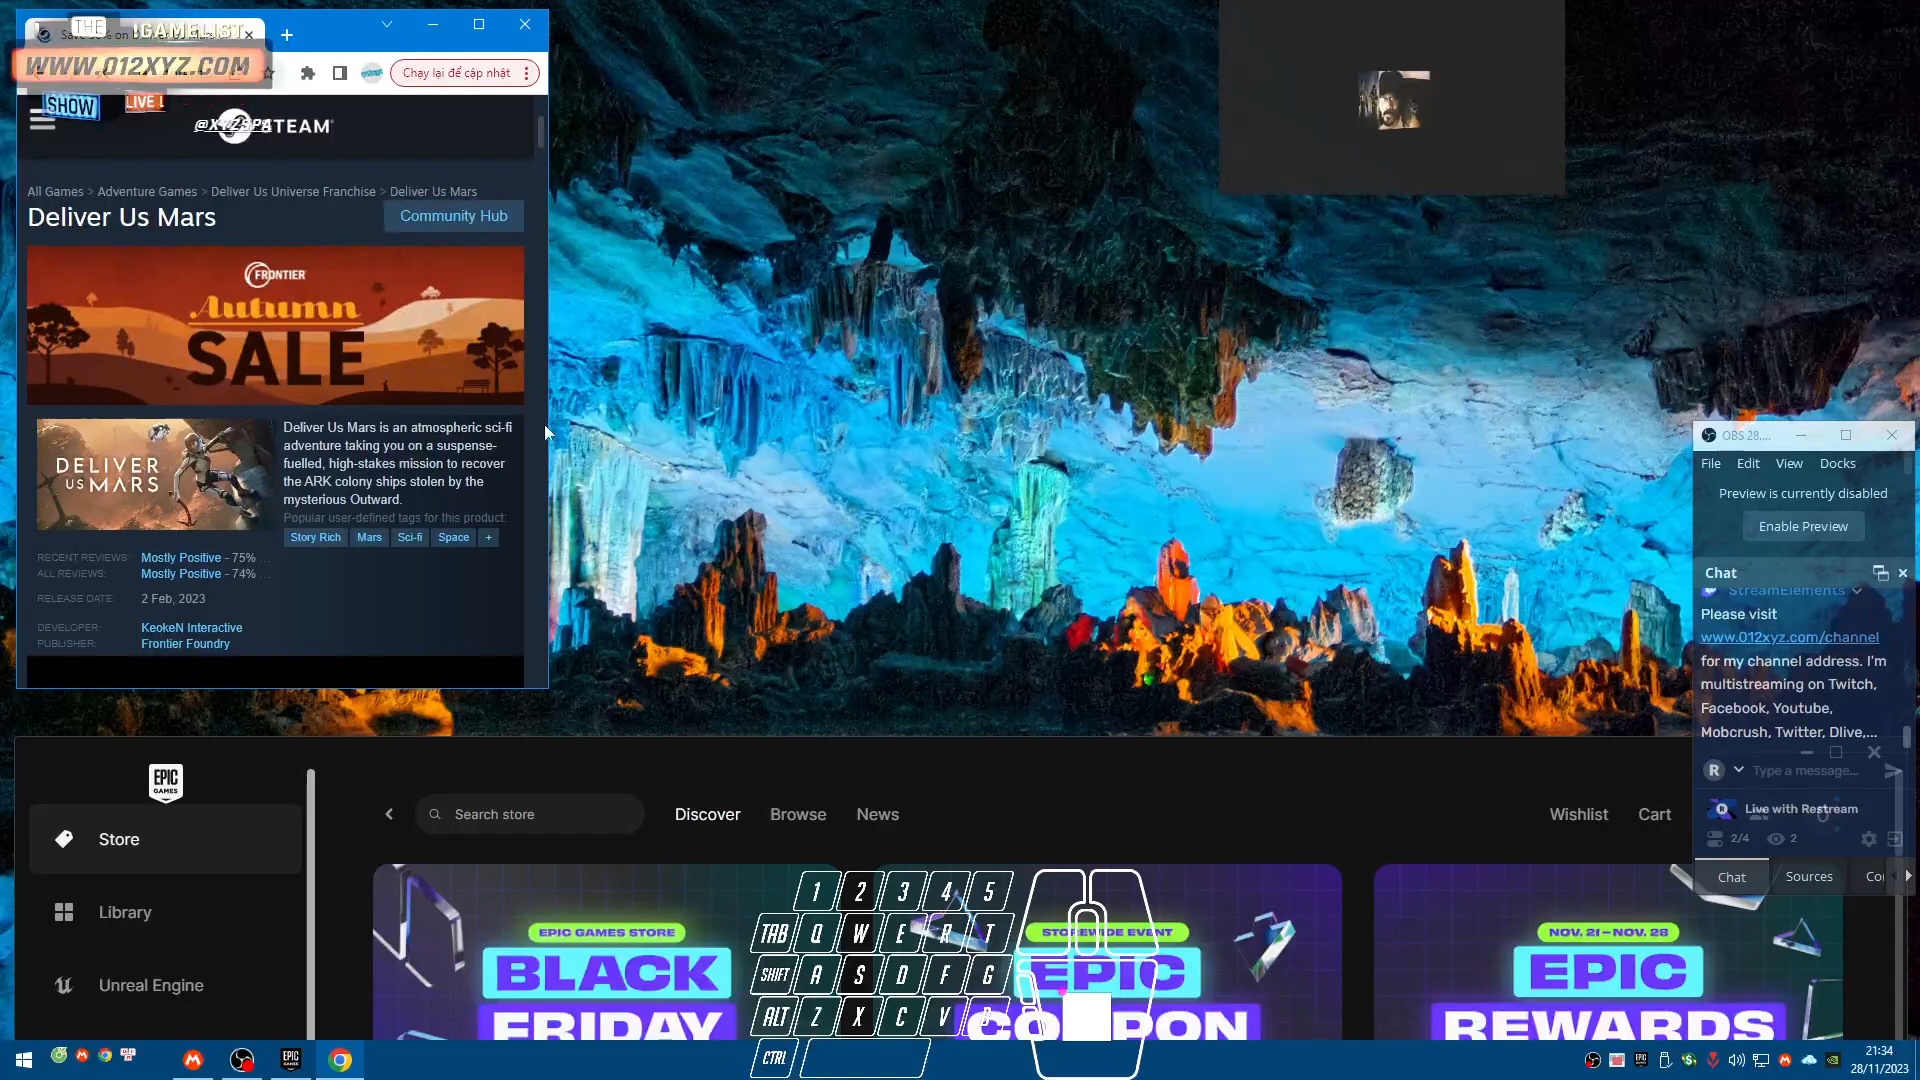 THE !GAMELIST
WWW.012XYZ.COM
SHOW LIVE !
Chạy lại để cập nhật
STEAM
All Games > Adventure Games > Deliver Us Universe Franchise > Deliver Us Mars
Deliver Us Mars
Community Hub
FRONTIER
Autumn
SALE
DELIVER
US MARS
Deliver Us Mars is an atmospheric sci-fi
adventure taking you on a suspense-
fuelled, high-stakes mission to recover
the ARK colony ships stolen by the
mysterious Outward.
Popular user-defined tags for this product:
Story Rich Mars Sci-fi Space +
RECENT REVIEWS: Mostly Positive - 75% ...
ALL REVIEWS: Mostly Positive - 74% ...
RELEASE DATE: 2 Feb, 2023
DEVELOPER: KeokeN Interactive
PUBLISHER: Frontier Foundry
OBS 28....
File Edit View Docks
Preview is currently disabled
Enable Preview
Chat
StreamElements
Please visit
www.012xyz.com/channel
for my channel address. I'm
multistreaming on Twitch,
Facebook, Youtube,
Mobcrush, Twitter, Dlive,...
R Type a message...
Live with Restream
2/4 2
Chat Sources
EPIC
GAMES
Store
Library
Unreal Engine
Search store
Discover Browse News
Wishlist Cart
EPIC GAMES STORE
BLACK
FRIDAY
STOREWIDE EVENT
EPIC
COUPON
NOV. 21–NOV. 28
EPIC
REWARDS
1 2 3 4 5
TAB Q W E R T
SHIFT A S D F G
ALT Z X C V B
CTRL
21:34
28/11/2023